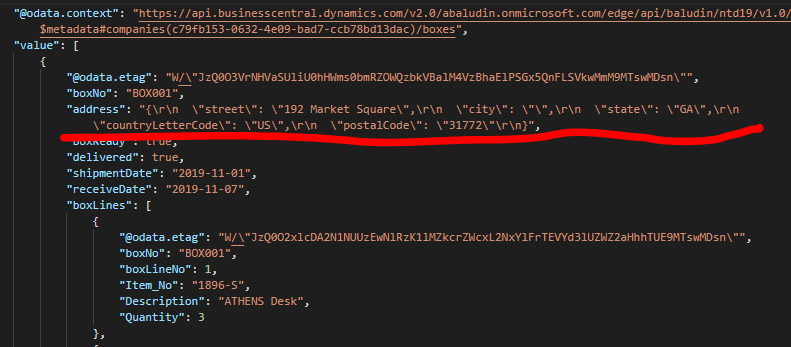 "@odata.context": "https://api.businesscentral.dynamics.com/v2.0/abaludin.onmicrosoft.com/edge/api/baludin/ntd19/v1.0/
$metadata#companies(c79fb153-0632-4e09-bad7-ccb78bd13dac)/boxes",
"value": [
{
"@odata.etag": "W/\"JzQ0O3VrNHVaSUliU0hHWms0bmRZOWQzbkVBalM4VzBhaElPSGx5QnFLSVkwMmM9MTswMDsn\"",
"boxNo": "BOX001",
"address": "{\r\n  \"street\": \"192 Market Square\",\r\n  \"city\": \"\",\r\n  \"state\": \"GA\",\r\n
\"countryLetterCode\": \"US\",\r\n  \"postalCode\": \"31772\"\r\n}",
"boxReady": true,
"delivered": true,
"shipmentDate": "2019-11-01",
"receiveDate": "2019-11-07",
"boxLines": [
{
"@odata.etag": "W/\"JzQ0O2xlcDA2N1NUUzEwNlRzK1lMZkcrZWcxL2NxYlFrTEVYd3lUZWZ2aHhhTUE9MTswMDsn\"",
"boxNo": "BOX001",
"boxLineNo": 1,
"Item_No": "1896-S",
"Description": "ATHENS Desk",
"Quantity": 3
},